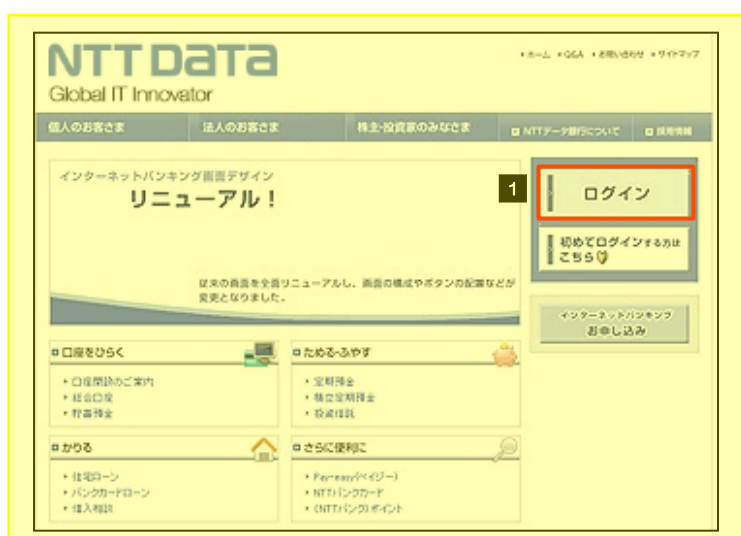 NTT DATA
Global IT Innovator
・ホーム ・Q&A ・お問い合わせ ・サイトマップ
個人のお客さま 法人のお客さま 株主・投資家のみなさま NTTデータ銀行について 採用情報
インターネットバンキング画面デザイン
リニューアル！
従来の画面を全面リニューアルし、画面の構成やボタンの配置などが
変更となりました。
1
ログイン
初めてログインする方は
こちら
インターネットバンキング
お申し込み
口座をひらく
・口座開設のご案内
・総合口座
・貯蓄預金
ためる・ふやす
・定期預金
・積立定期預金
・投資信託
かりる
・住宅ローン
・バンクカードローン
・借入相談
さらに便利に
・Pay-easy(ペイジー)
・NTTバンクカード
・〈NTTバンク〉ポイント